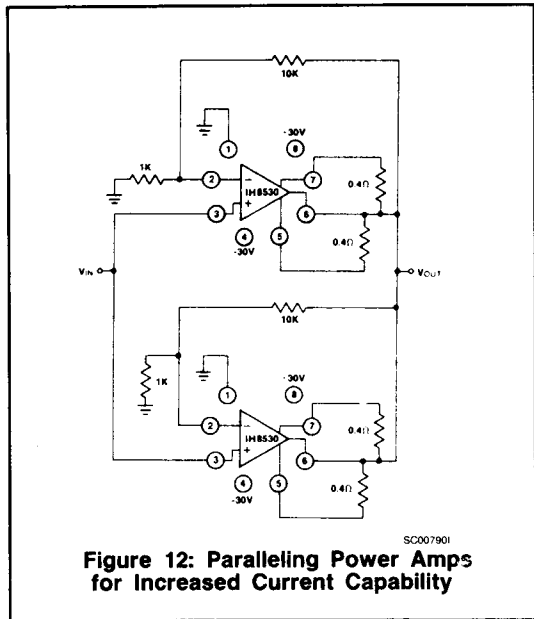 10K
-30V
1
8
1K
2
-
IH8530
7
0.4Ω
3
+
6
4
5
-30V
0.4Ω
VIN
VOUT
10K
-30V
1
8
1K
2
-
IH8530
7
0.4Ω
3
+
6
4
5
-30V
0.4Ω
SC00790I
Figure 12: Paralleling Power Amps
for Increased Current Capability